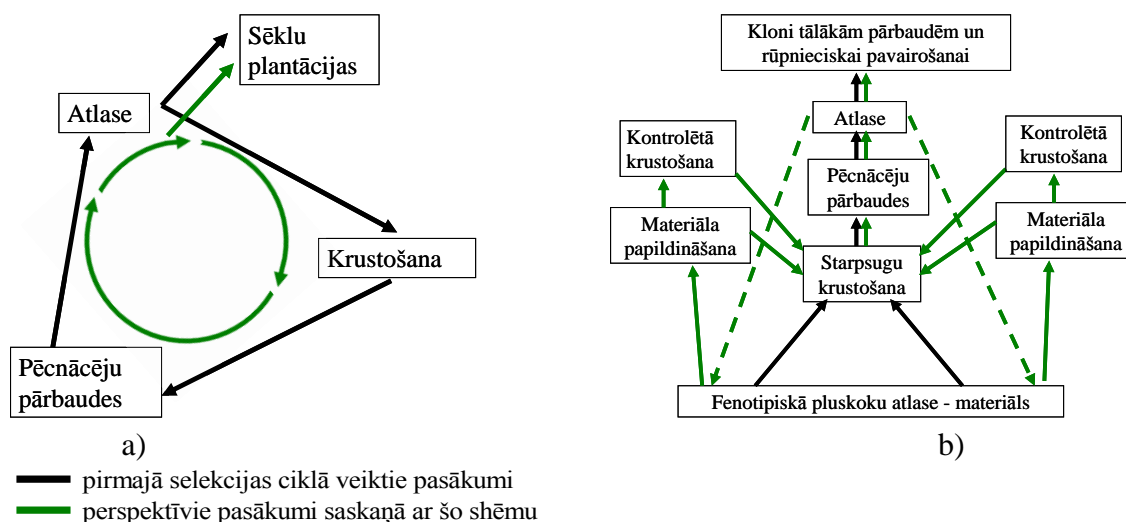 Sēklu
plantācijas
Atlase
Krustošana
Pēcnācēju
pārbaudes
a)
Kloni tālākām pārbaudēm un
rūpnieciskai pavairošanai
Atlase
Kontrolētā
krustošana
Kontrolētā
krustošana
Pēcnācēju
pārbaudes
Materiāla
papildināšana
Materiāla
papildināšana
Starpsugu
krustošana
Fenotipiskā pluskoku atlase - materiāls
b)
pirmajā selekcijas ciklā veiktie pasākumi
perspektīvie pasākumi saskaņā ar šo shēmu